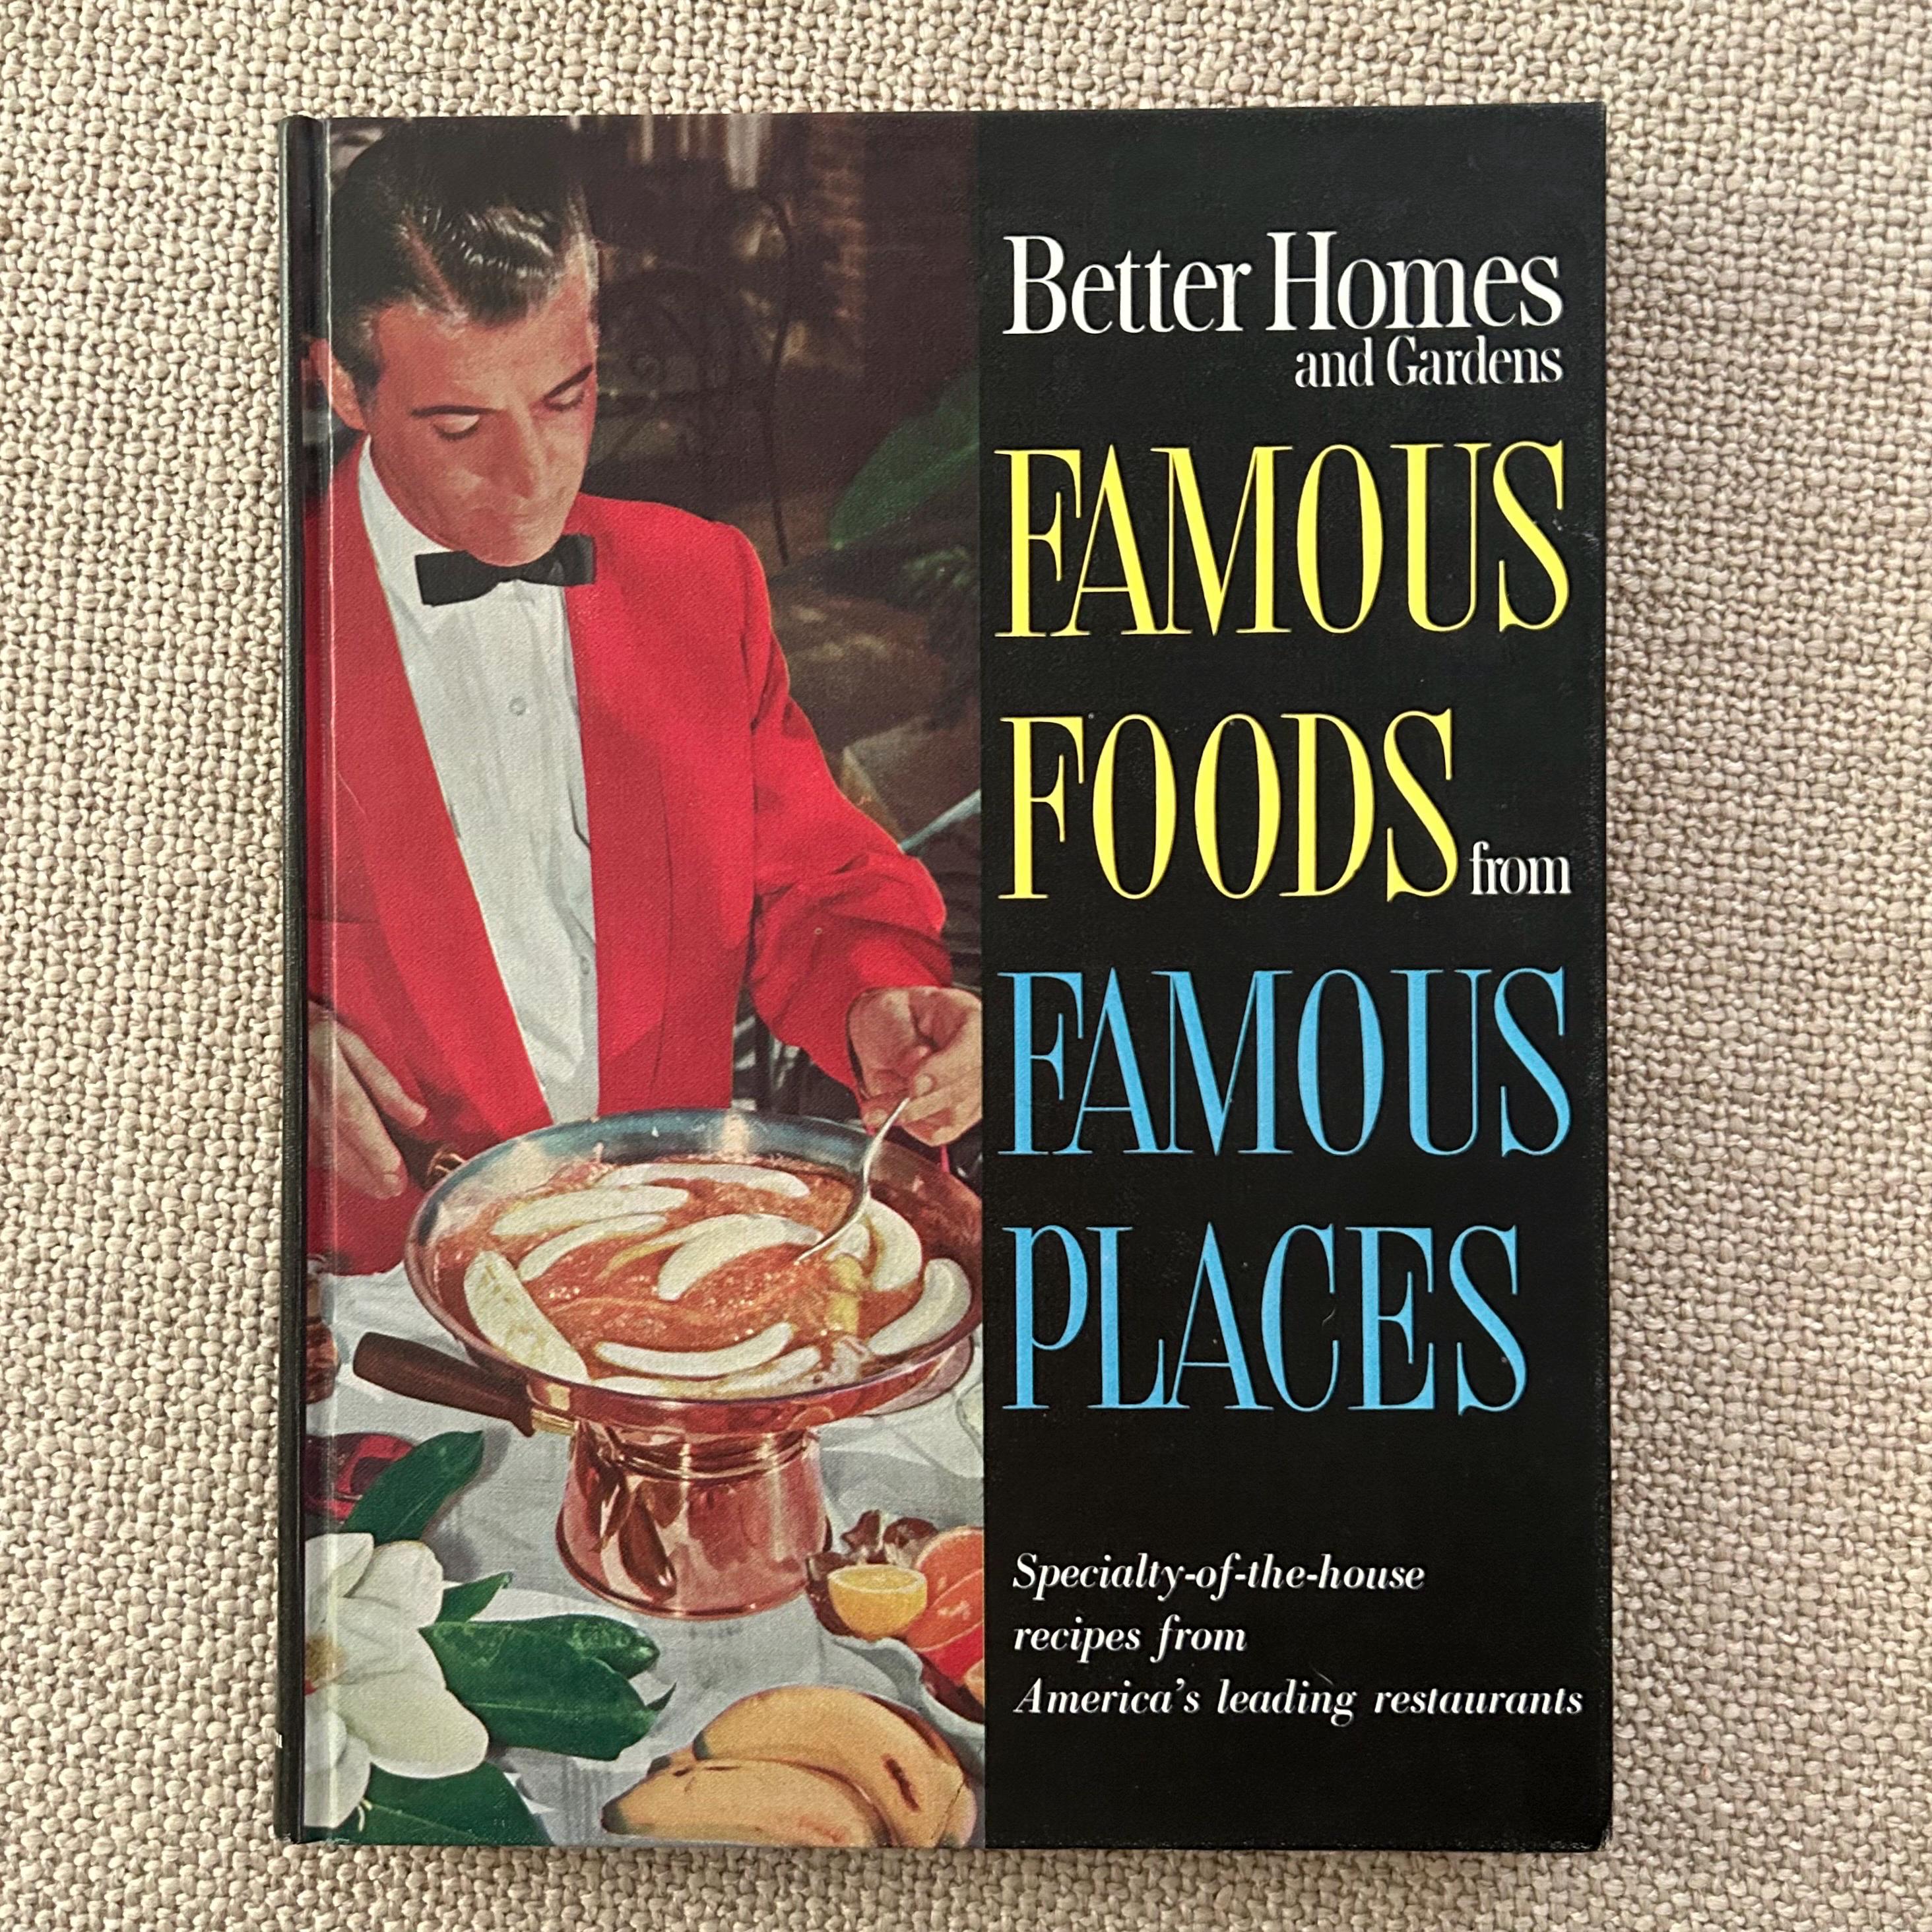 Better Homes
and Gardens
FAMOUS
FOODS from
FAMOUS
PLACES
Specialty-of-the-house
recipes from
America's leading restaurants